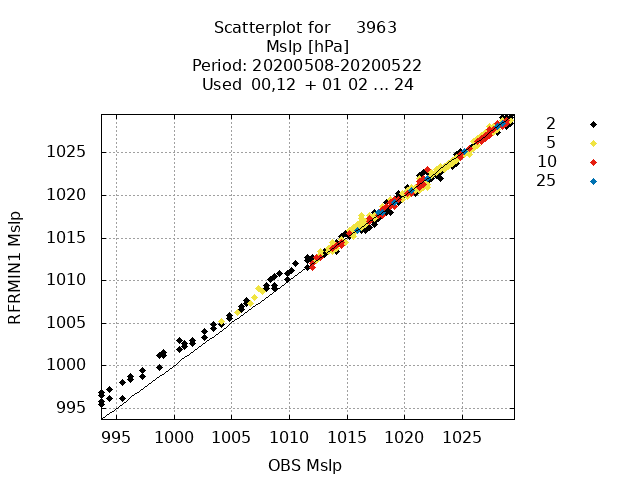 Scatterplot for 3963
Mslp [hPa]
Period: 20200508-20200522
Used 00,12 + 01 02 ... 24
2
5
10
25
RFRMIN1 Mslp
1025
1020
1015
1010
1005
1000
995
995 1000 1005 1010 1015 1020 1025
OBS Mslp